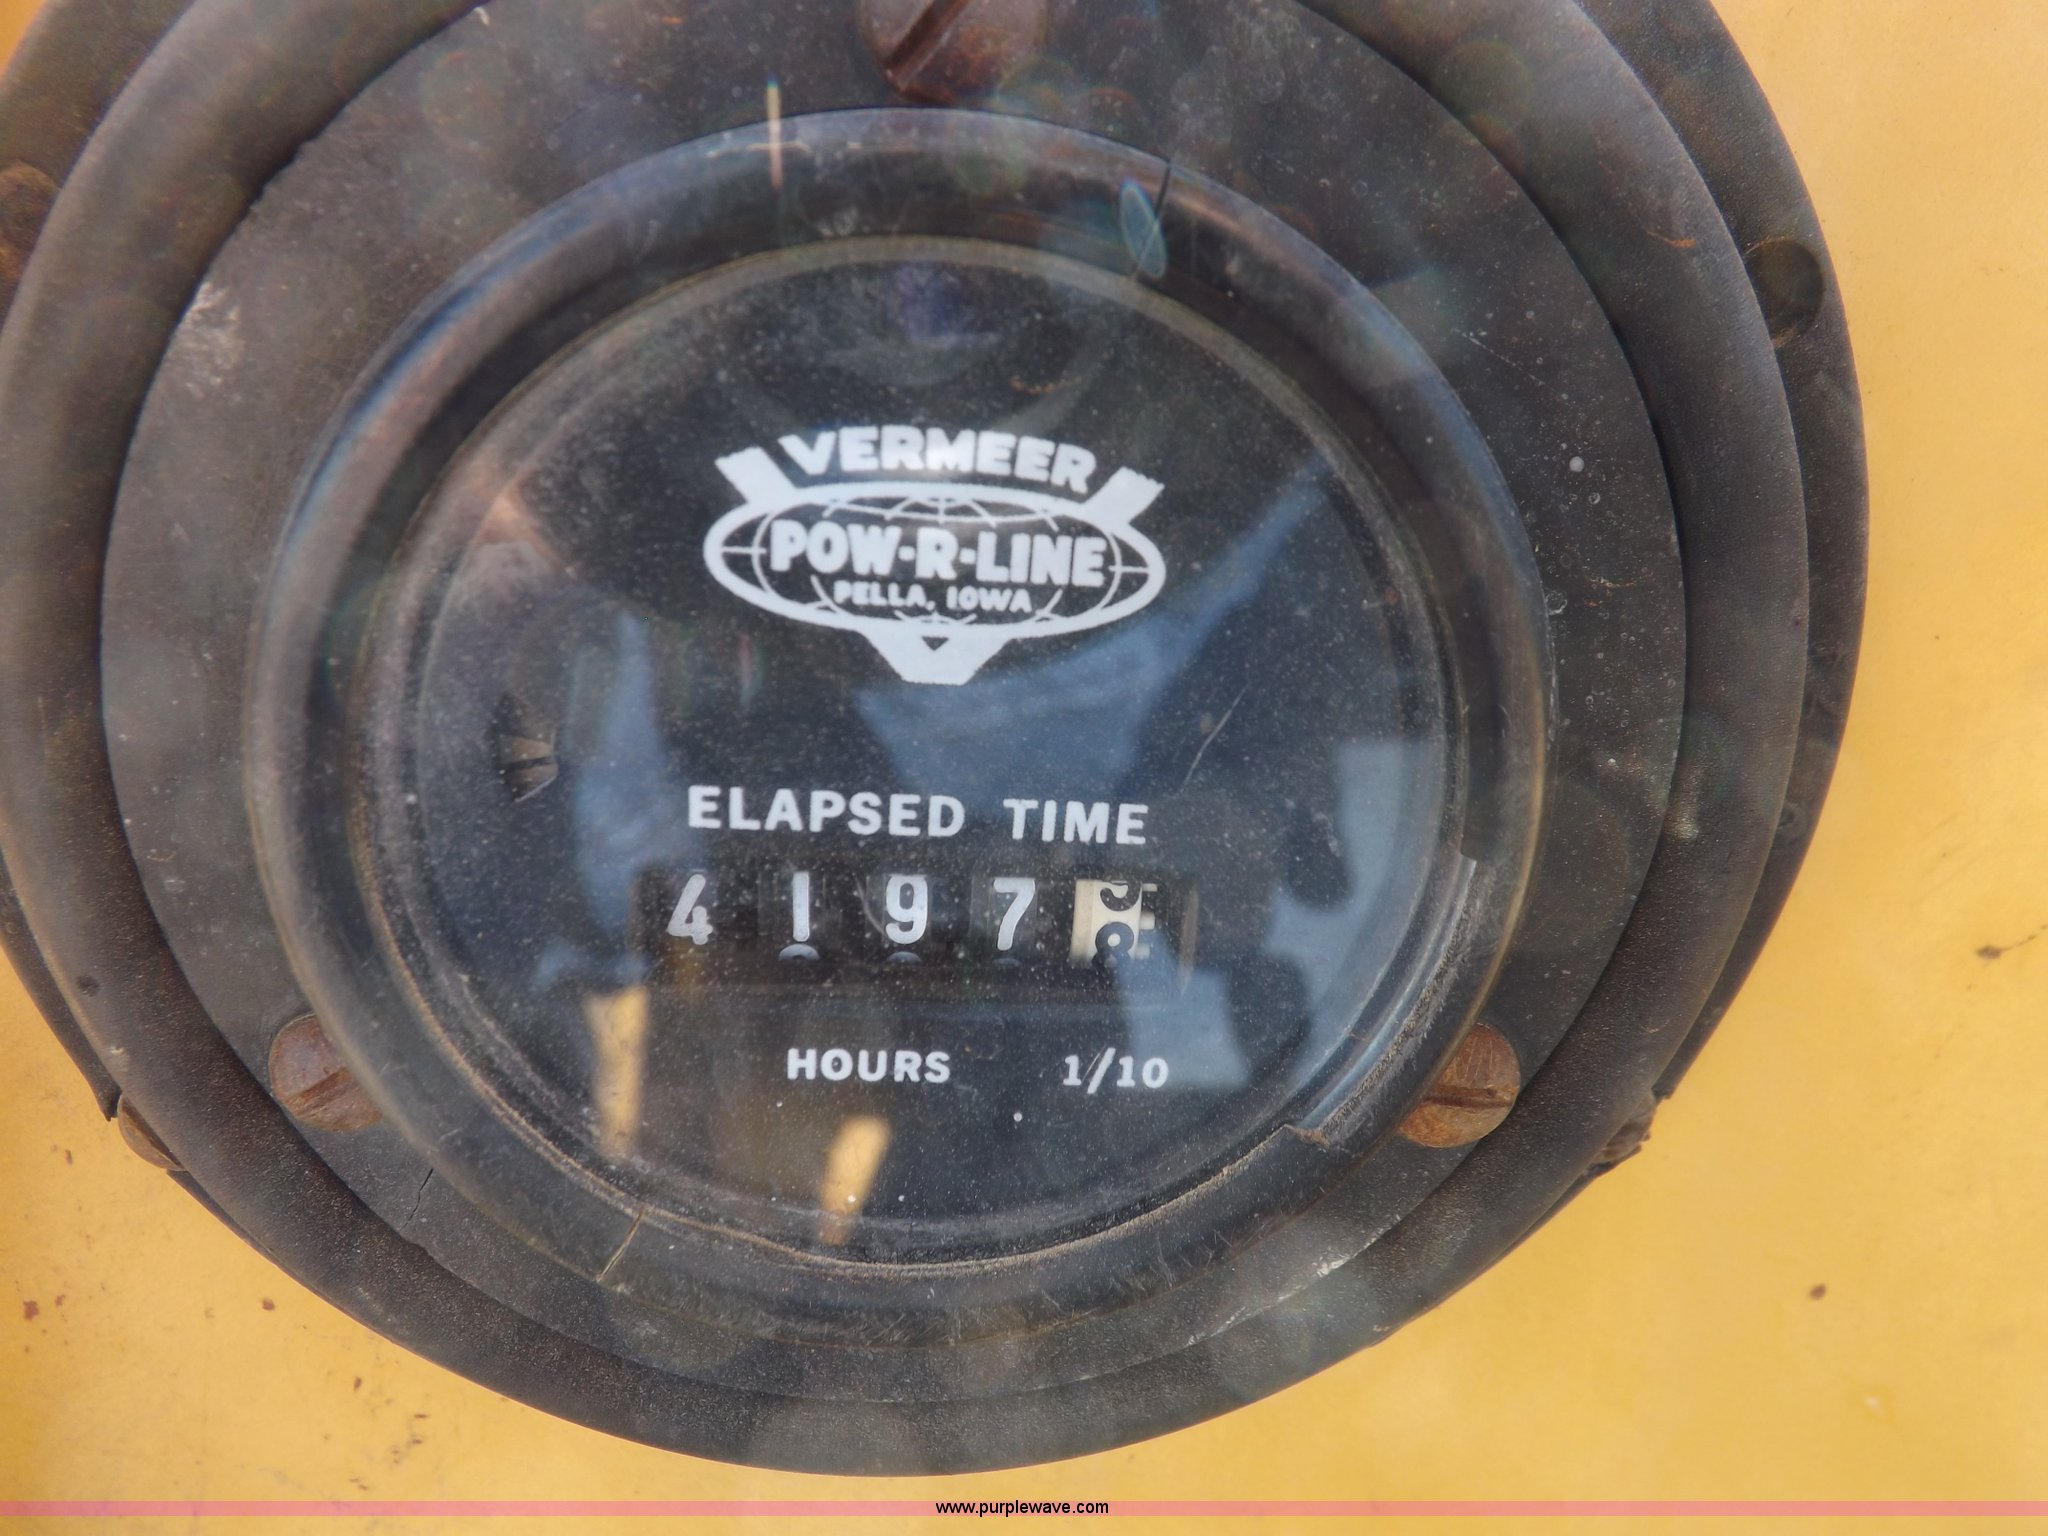 VERMEER
POW-R-LINE
PELLA, IOWA
ELAPSED TIME
4197
HOURS 1/10
www.purplewave.com